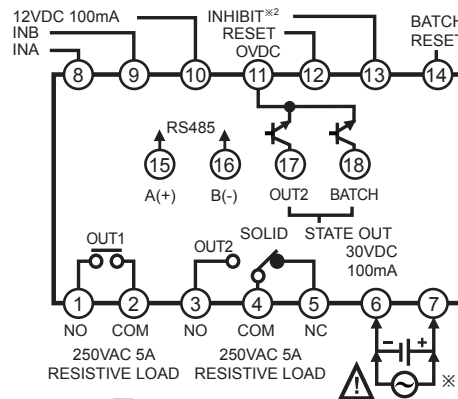 12VDC 100mA
INB
INA
INHIBIT※2
RESET
OVDC
BATCH
RESET
8
9
10
11
12
13
14
RS485
15
16
17
18
A(+)
B(-)
OUT2
BATCH
OUT1
OUT2
SOLID
STATE OUT
30VDC
100mA
1
2
3
4
5
6
7
NO
COM
NO
COM
NC
250VAC 5A
RESISTIVE LOAD
250VAC 5A
RESISTIVE LOAD
- +
!
※